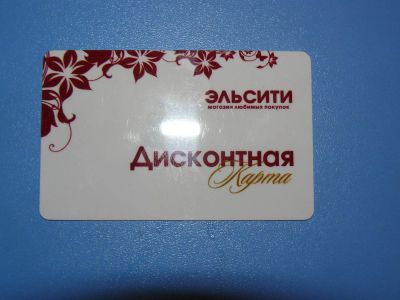 ЭЛЬСИТИ
магазин любимых покупок
Дисконтная
Карта